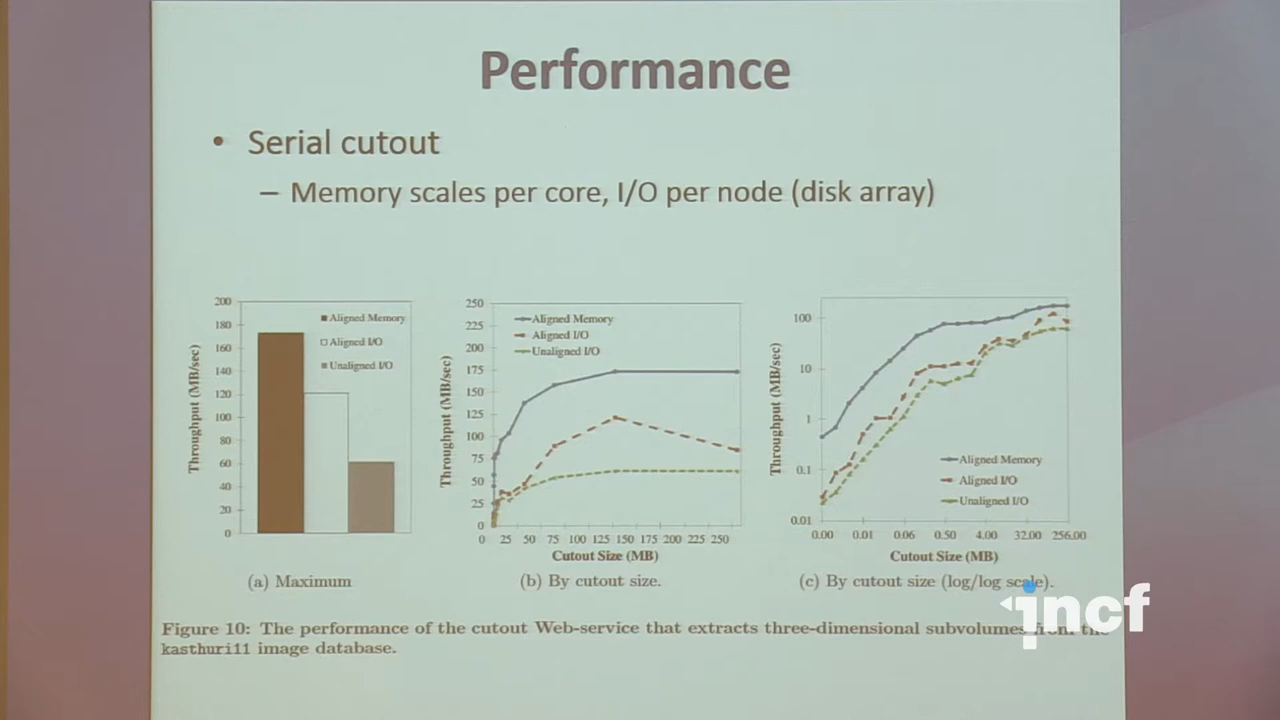 Performance
• Serial cutout
– Memory scales per core, I/O per node (disk array)
Throughput (MB/sec)
200
180
160
140
120
100
80
60
40
20
0
Aligned Memory
Aligned I/O
Unaligned I/O
(a) Maximum
Throughput (MB/sec)
250
225
200
175
150
125
100
75
50
25
0
Aligned Memory
Aligned I/O
Unaligned I/O
0 25 50 75 100 125 150 175 200 225 250
Cutout Size (MB)
(b) By cutout size.
Throughput (MB/sec)
100
10
1
0.1
0.01
Aligned Memory
Aligned I/O
Unaligned I/O
0.00 0.01 0.06 0.50 4.00 32.00 256.00
Cutout Size (MB)
(c) By cutout size (log/log scale).
incf
Figure 10: The performance of the cutout Web-service that extracts three-dimensional subvolumes from the
kasthuri11 image database.